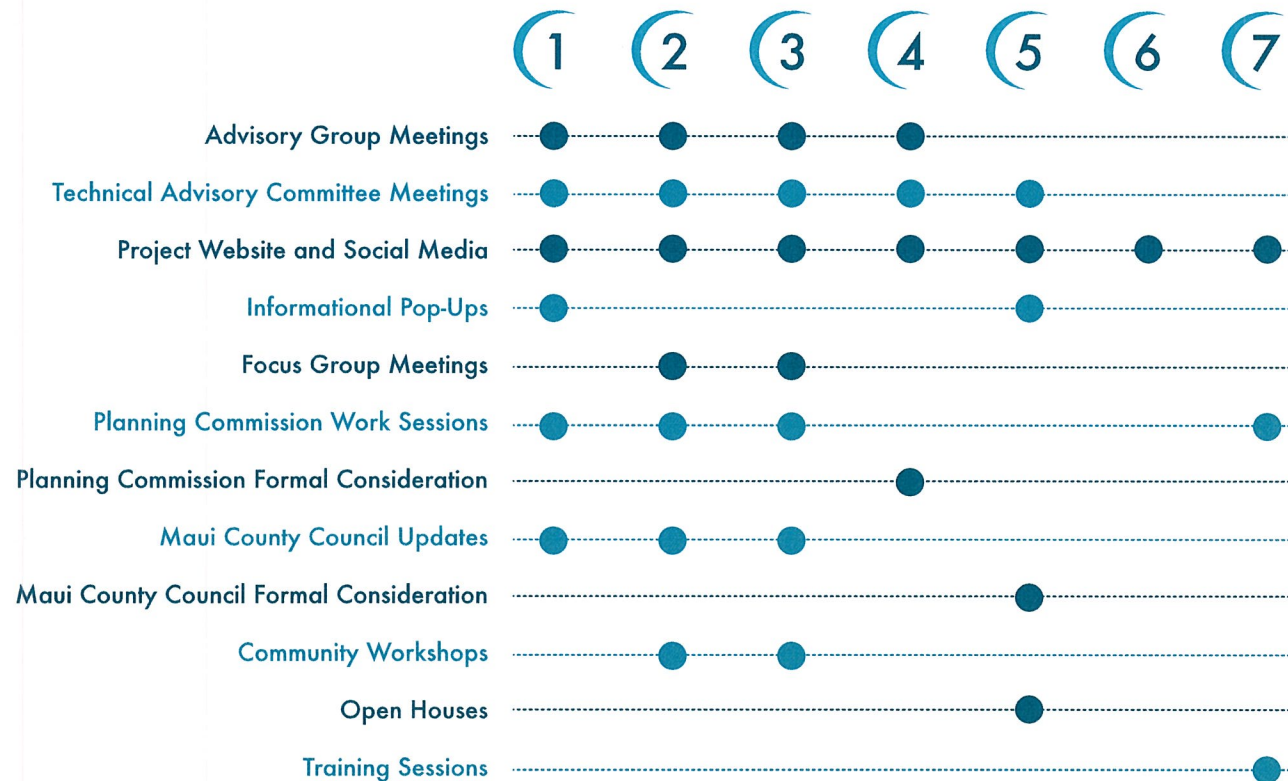 1 2 3 4 5 6 7
Advisory Group Meetings
Technical Advisory Committee Meetings
Project Website and Social Media
Informational Pop-Ups
Focus Group Meetings
Planning Commission Work Sessions
Planning Commission Formal Consideration
Maui County Council Updates
Maui County Council Formal Consideration
Community Workshops
Open Houses
Training Sessions